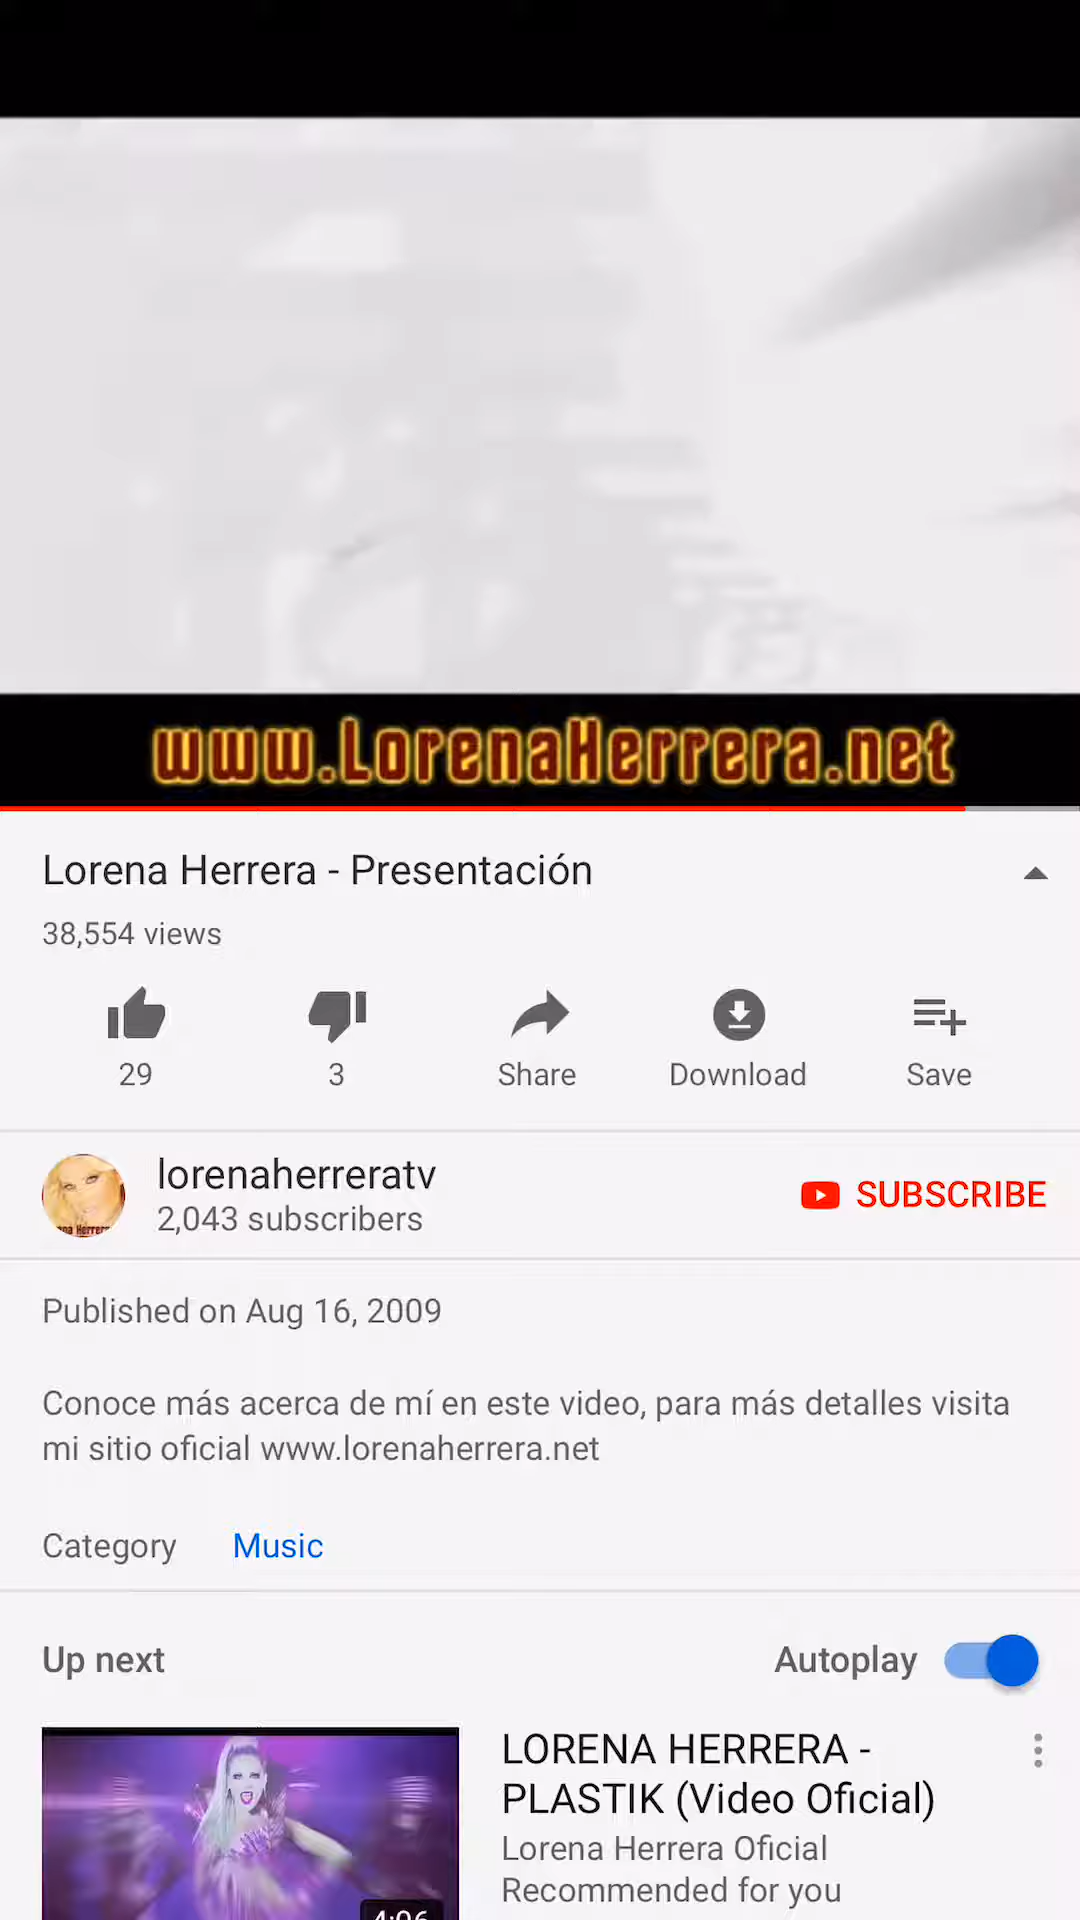 www.LorenaHerrera.net
Lorena Herrera - Presentación
38,554 views
29
3
Share
Download
Save
lorenaherreratv
2,043 subscribers
SUBSCRIBE
Published on Aug 16, 2009
Conoce más acerca de mí en este video, para más detalles visita
mi sitio oficial www.lorenaherrera.net
Category Music
Up next
Autoplay
LORENA HERRERA -
PLASTIK (Video Oficial)
Lorena Herrera Oficial
Recommended for you
4:06